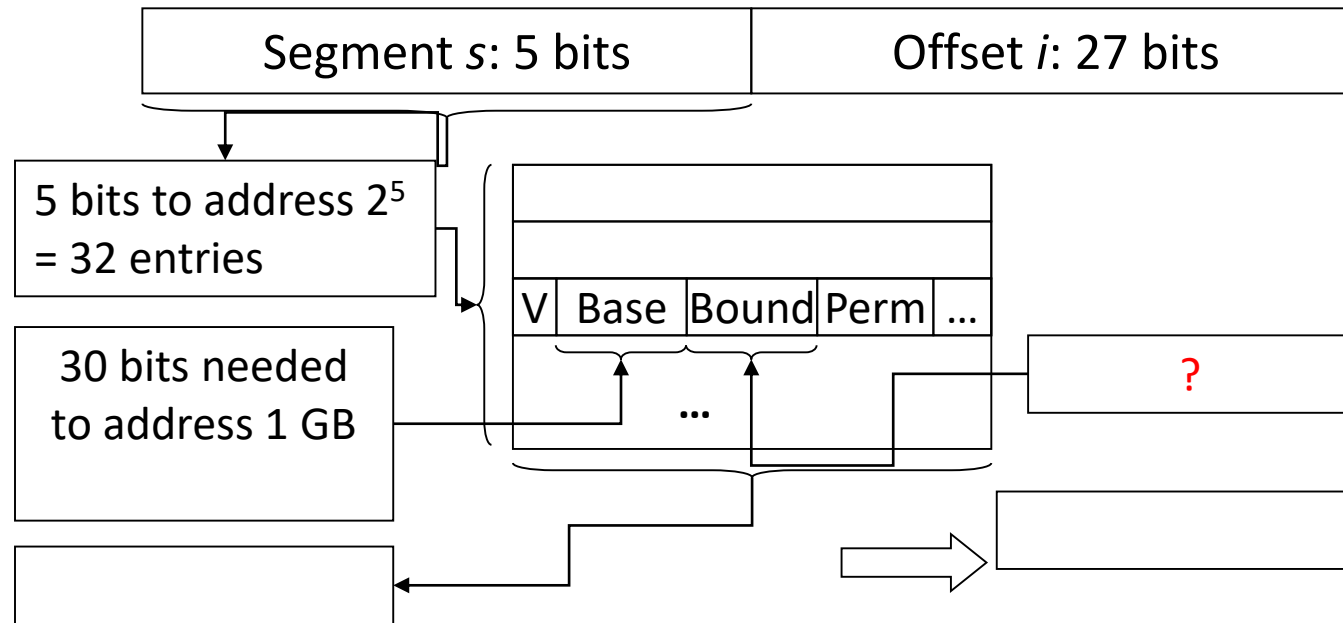 Segment s: 5 bits
Offset i: 27 bits
5 bits to address 2⁵
= 32 entries
V Base Bound Perm ...
30 bits needed
to address 1 GB
?
...